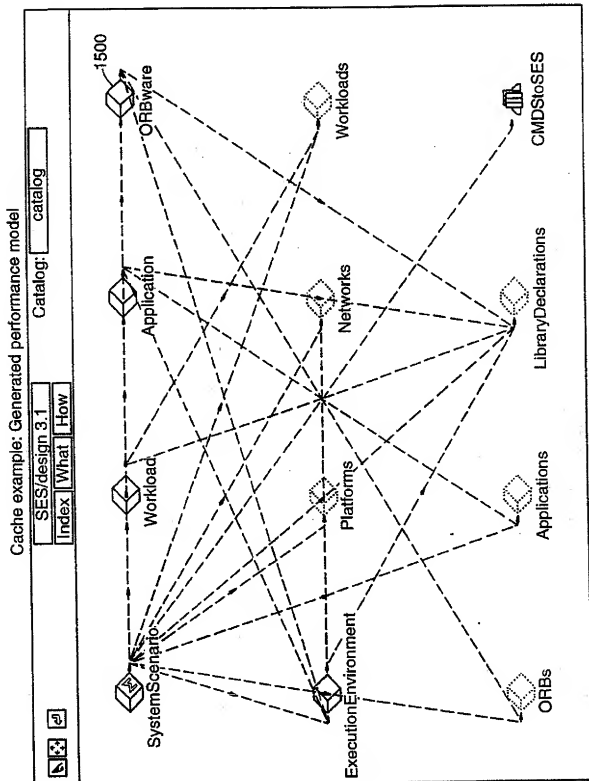 Cache example: Generated performance model
SES/design 3.1
Catalog: catalog
Index What How
SystemScenario
Workload
Application
ORBware
1500
ExecutionEnvironment
Platforms
Networks
Workloads
ORBs
Applications
LibraryDeclarations
CMDStoSES